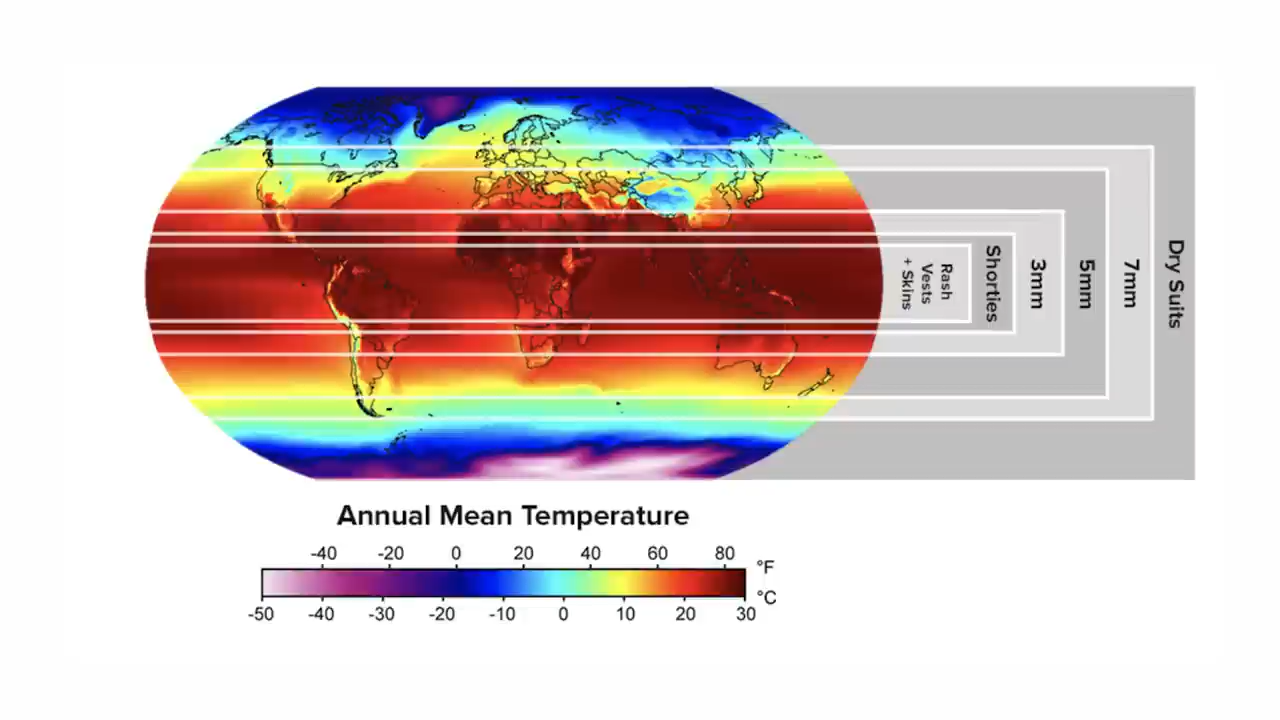 Rash
Vests
+ Skins
Shorties
3mm
5mm
7mm
Dry Suits
Annual Mean Temperature
-40 -20 0 20 40 60 80
°F
°C
-50 -40 -30 -20 -10 0 10 20 30